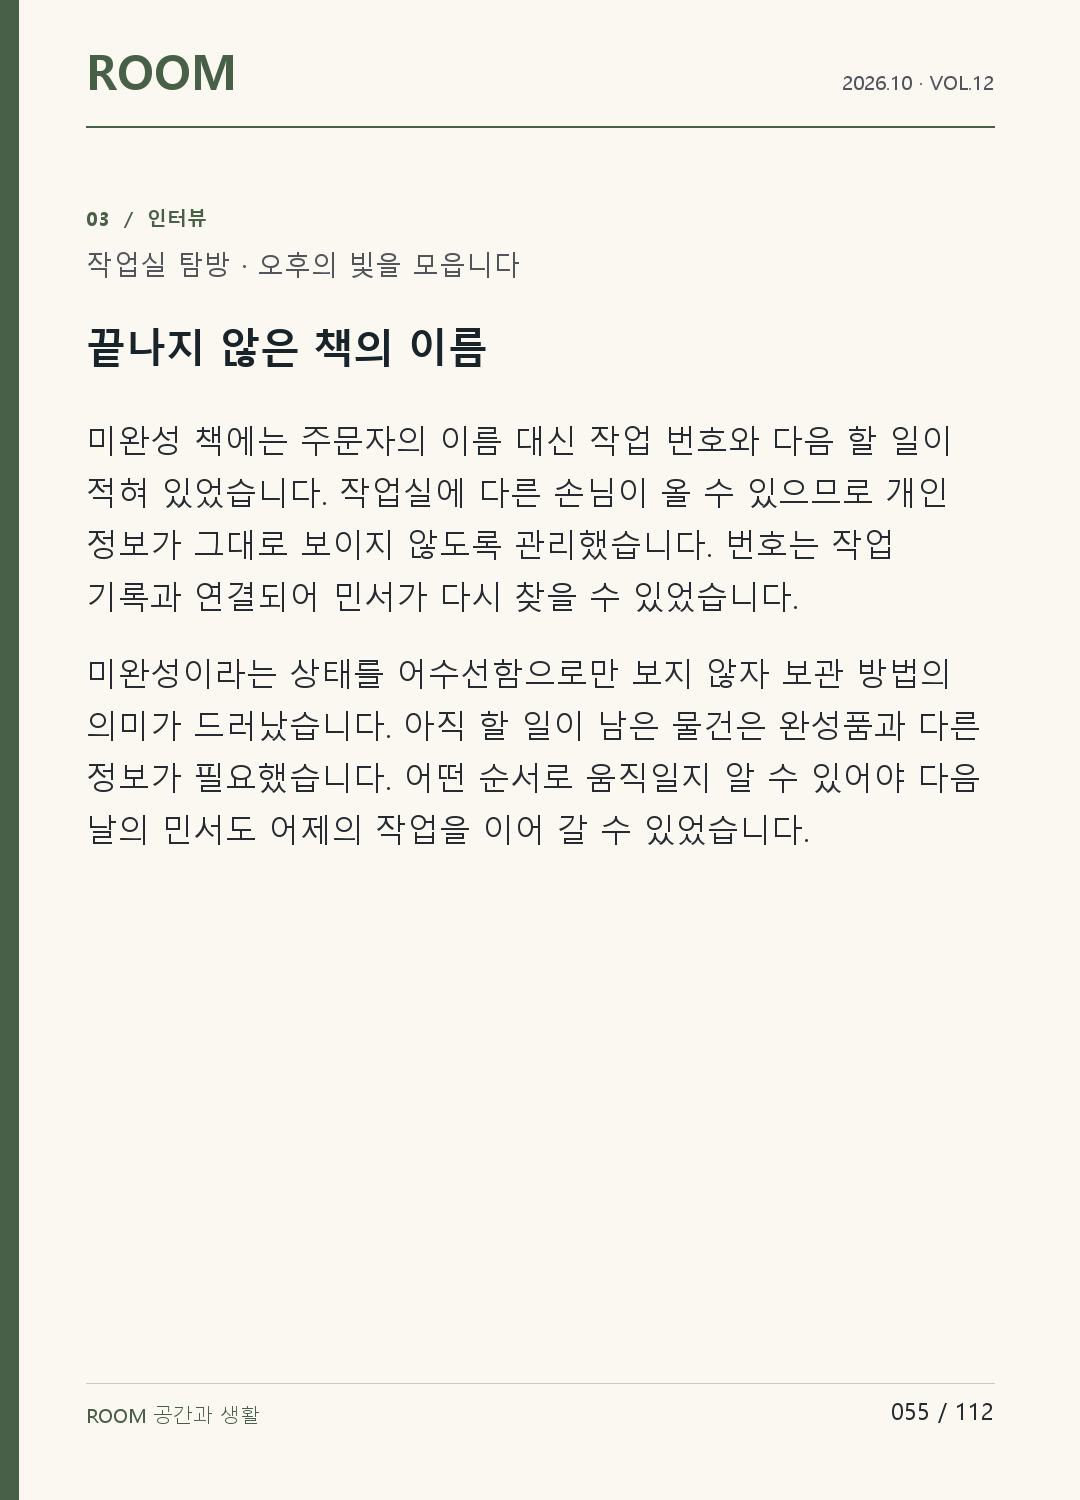 ROOM
2026.10 · VOL.12
03 / 인터뷰
작업실 탐방 · 오후의 빛을 모읍니다
끝나지 않은 책의 이름
미완성 책에는 주문자의 이름 대신 작업 번호와 다음 할 일이
적혀 있었습니다. 작업실에 다른 손님이 올 수 있으므로 개인
정보가 그대로 보이지 않도록 관리했습니다. 번호는 작업
기록과 연결되어 민서가 다시 찾을 수 있었습니다.
미완성이라는 상태를 어수선함으로만 보지 않자 보관 방법의
의미가 드러났습니다. 아직 할 일이 남은 물건은 완성품과 다른
정보가 필요했습니다. 어떤 순서로 움직일지 알 수 있어야 다음
날의 민서도 어제의 작업을 이어 갈 수 있었습니다.
ROOM 공간과 생활
055 / 112